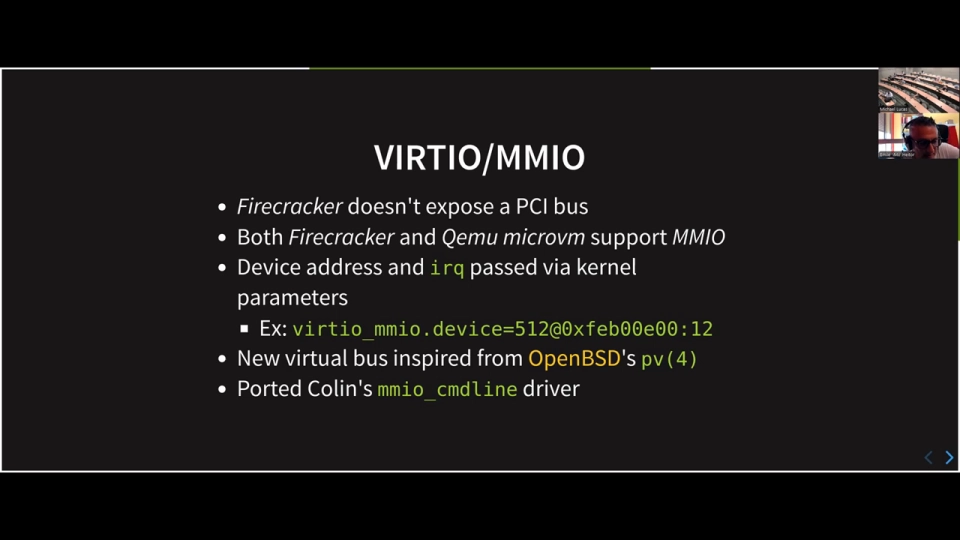 VIRTIO/MMIO
Firecracker doesn't expose a PCI bus
Both Firecracker and Qemu microvm support MMIO
Device address and irq passed via kernel
parameters
Ex: virtio_mmio.device=512@0xfeb00e00:12
New virtual bus inspired from OpenBSD's pv(4)
Ported Colin's mmio_cmdline driver